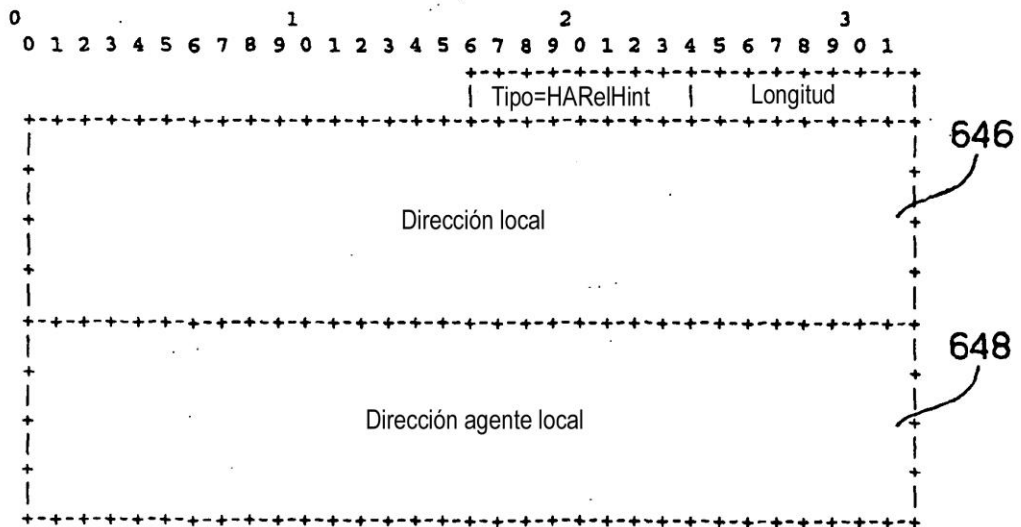 0 1 2 3
0 1 2 3 4 5 6 7 8 9 0 1 2 3 4 5 6 7 8 9 0 1 2 3 4 5 6 7 8 9 0 1
Tipo=HARelHint Longitud
646
Dirección local
648
Dirección agente local